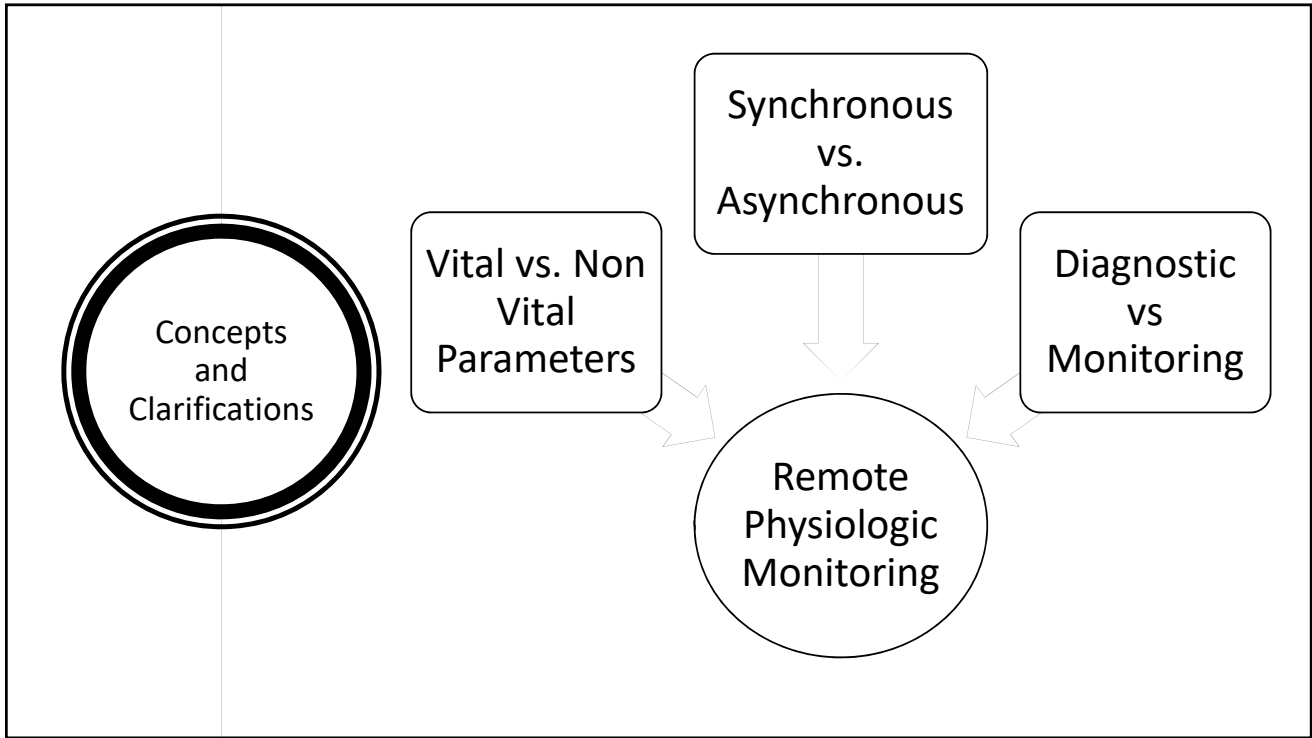 Concepts
and
Clarifications
Vital vs. Non
Vital
Parameters
Synchronous
vs.
Asynchronous
Diagnostic
vs
Monitoring
Remote
Physiologic
Monitoring